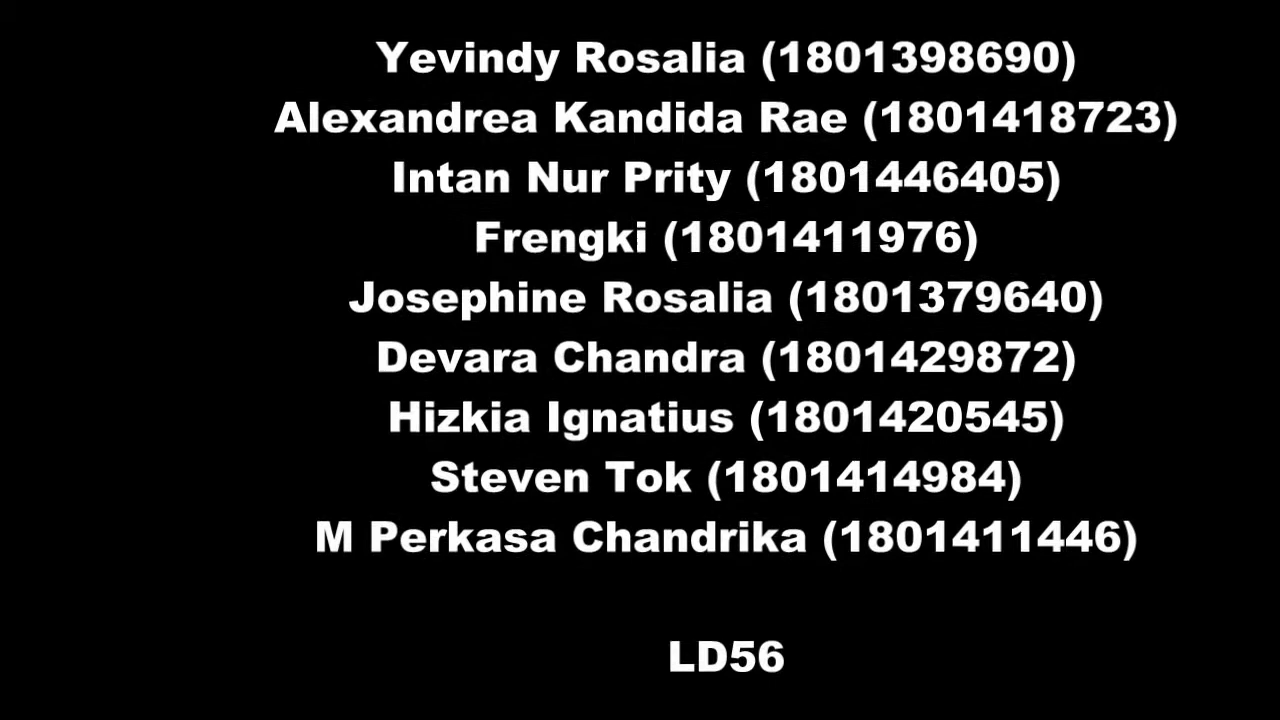 Yevindy Rosalia (1801398690)
Alexandrea Kandida Rae (1801418723)
Intan Nur Prity (1801446405)
Frengki (1801411976)
Josephine Rosalia (1801379640)
Devara Chandra (1801429872)
Hizkia Ignatius (1801420545)
Steven Tok (1801414984)
M Perkasa Chandrika (1801411446)
LD56